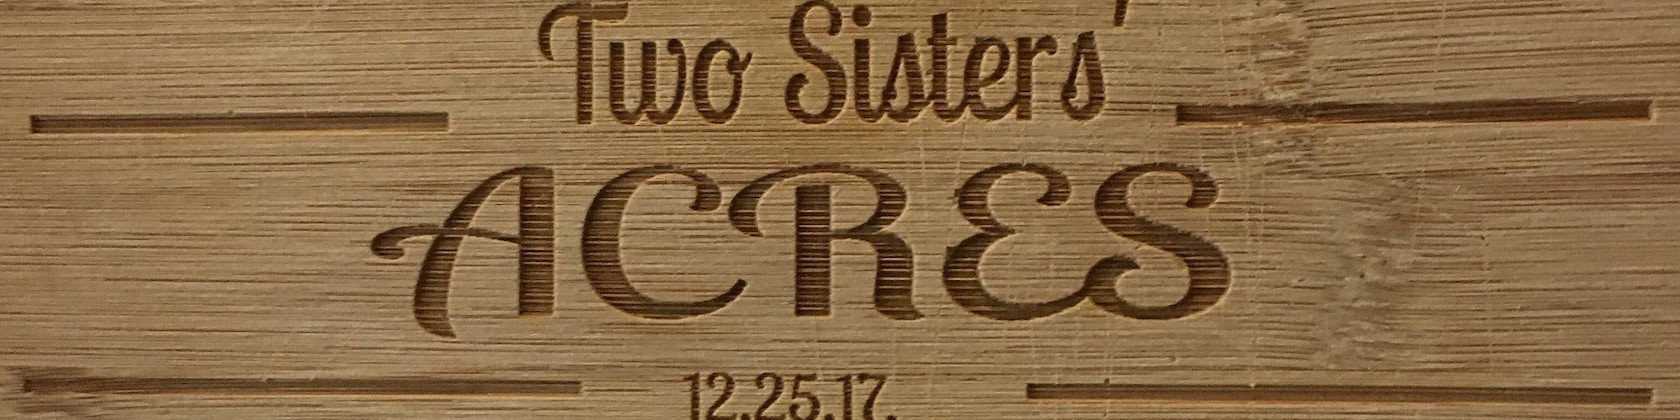 Two Sisters'
ACRES
12.25.17.